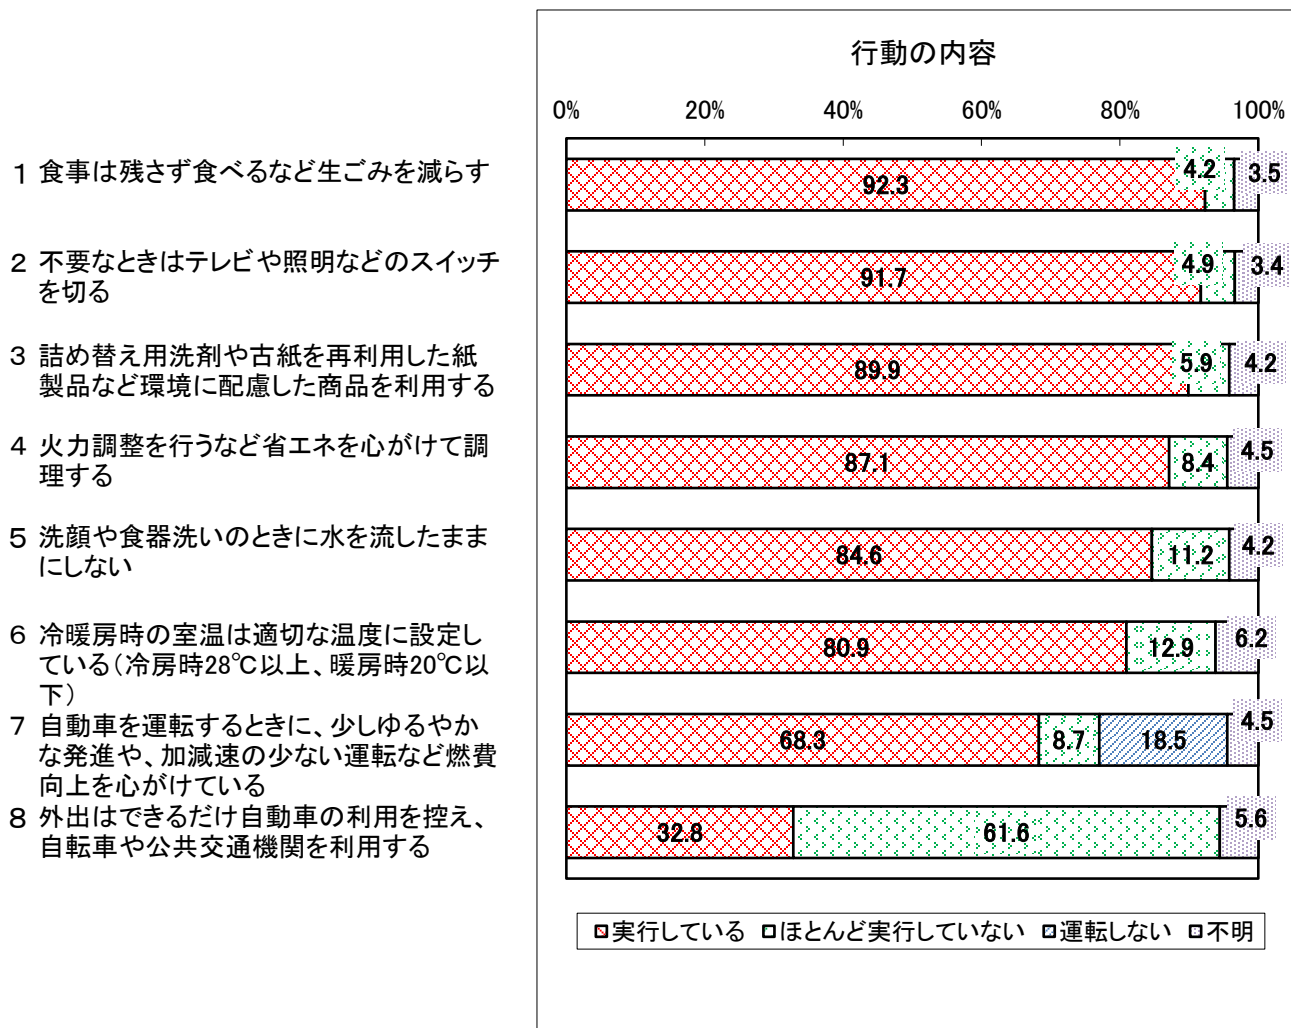 行動の内容
0% 20% 40% 60% 80% 100%
1 食事は残さず食べるなど生ごみを減らす
92.3 4.2 3.5
2 不要なときはテレビや照明などのスイッチ
を切る
91.7 4.9 3.4
3 詰め替え用洗剤や古紙を再利用した紙
製品など環境に配慮した商品を利用する
89.9 5.9 4.2
4 火力調整を行うなど省エネを心がけて調
理する
87.1 8.4 4.5
5 洗顔や食器洗いのときに水を流したまま
にしない
84.6 11.2 4.2
6 冷暖房時の室温は適切な温度に設定し
ている(冷房時28℃以上、暖房時20℃以
下)
80.9 12.9 6.2
7 自動車を運転するときに、少しゆるやか
な発進や、加減速の少ない運転など燃費
向上を心がけている
68.3 8.7 18.5 4.5
8 外出はできるだけ自動車の利用を控え、
自転車や公共交通機関を利用する
32.8 61.6 5.6
実行している ほとんど実行していない 運転しない 不明